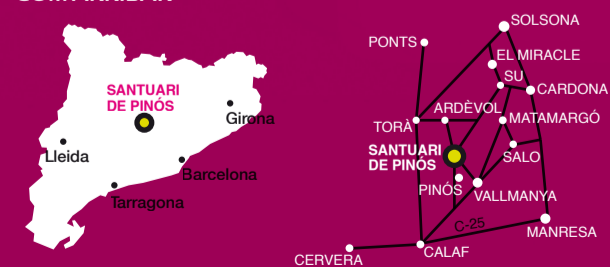 SANTUARI
DE PINÓS
Girona
Lleida
Barcelona
Tarragona
SOLSONA
PONTS
EL MIRACLE
SU
CARDONA
ARDÈVOL
MATAMARGÓ
TORÀ
SANTUARI
DE PINÓS
SALO
PINÓS
VALLMANYA
C-25
MANRESA
CALAF
CERVERA